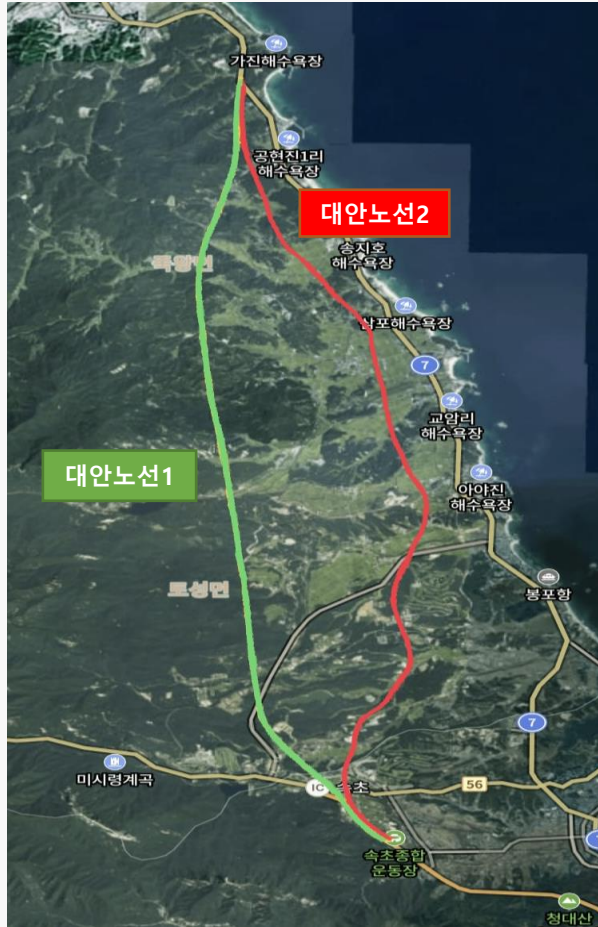 가진해수욕장
공현진1리
해수욕장
대안노선2
송지호
해수욕장
죽왕면
삼포해수욕장
7
교암리
해수욕장
대안노선1
아야진
해수욕장
토성면
봉포항
7
미시령계곡
IC 속초
56
속초종합
운동장
청대산